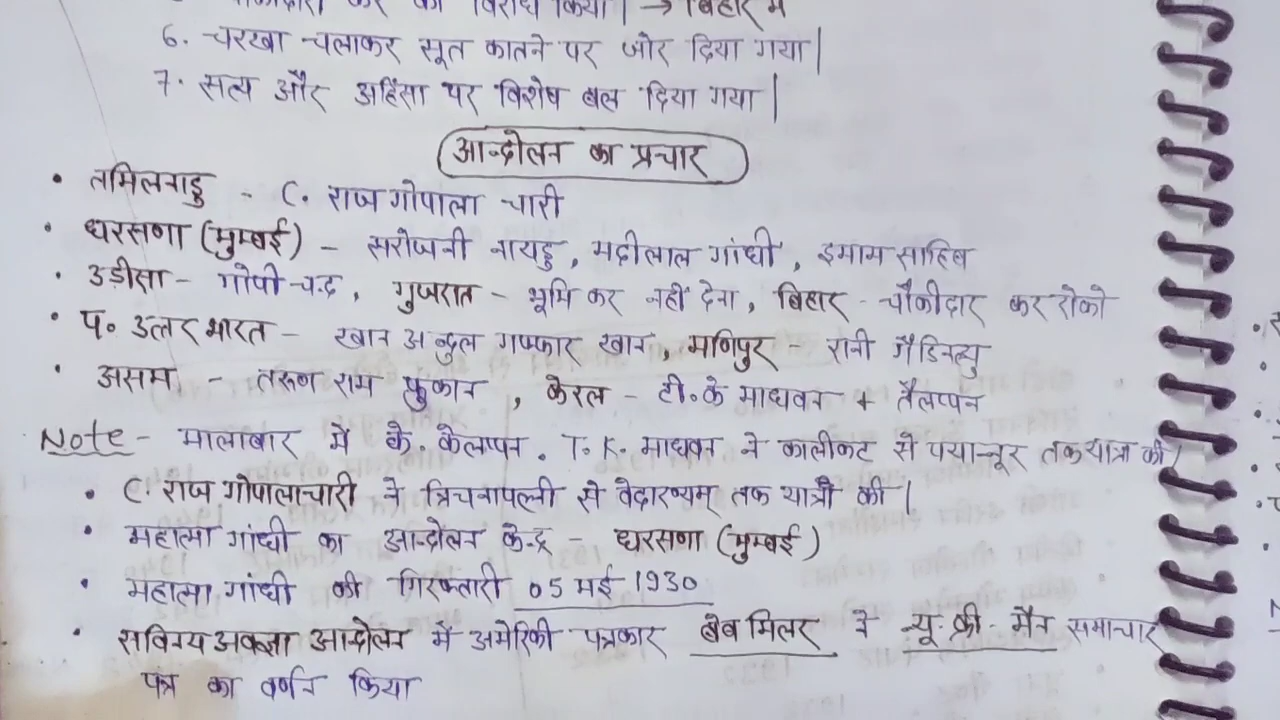 चौकीदारी कर का विरोध किया। → बिहार में
6. चरखा चलाकर सूत कातने पर जोर दिया गया।
7. सत्य और अहिंसा पर विशेष बल दिया गया।
आन्दोलन का प्रचार
• तमिलनाडु - C. राज गोपाला चारी
• धरसणा (मुम्बई) - सरोजनी नायडु, मदीलाल गांधी, इमाम साहिब
• उड़ीसा - गोपी चन्द्र, गुजरात - भूमि कर नहीं देना, बिहार - चौकीदार कर रोको
• प. उत्तर भारत - खान अब्दुल गफ्फार खान, मणिपुर - रानी गैडिनल्यु
• असम - तरूण राम फुकान, केरल - टी. के माधवन + तैलप्पन
Note - मालाबार में के. केलप्पन. T. K. माधवन ने कालीकट से पयान्नूर तक यात्रा की।
• C. राज गोपालाचारी ने त्रिचनापल्ली से वेदारण्यम् तक यात्रा की।
• महात्मा गांधी का आन्दोलन केन्द्र - धरसणा (मुम्बई)
• महात्मा गांधी की गिरफ्तारी 05 मई 1930
• सविनय अवज्ञा आन्दोलन में अमेरिकी पत्रकार बेब मिलर ने न्यू. फ्री. मैन समाचार
पत्र का वर्णन किया